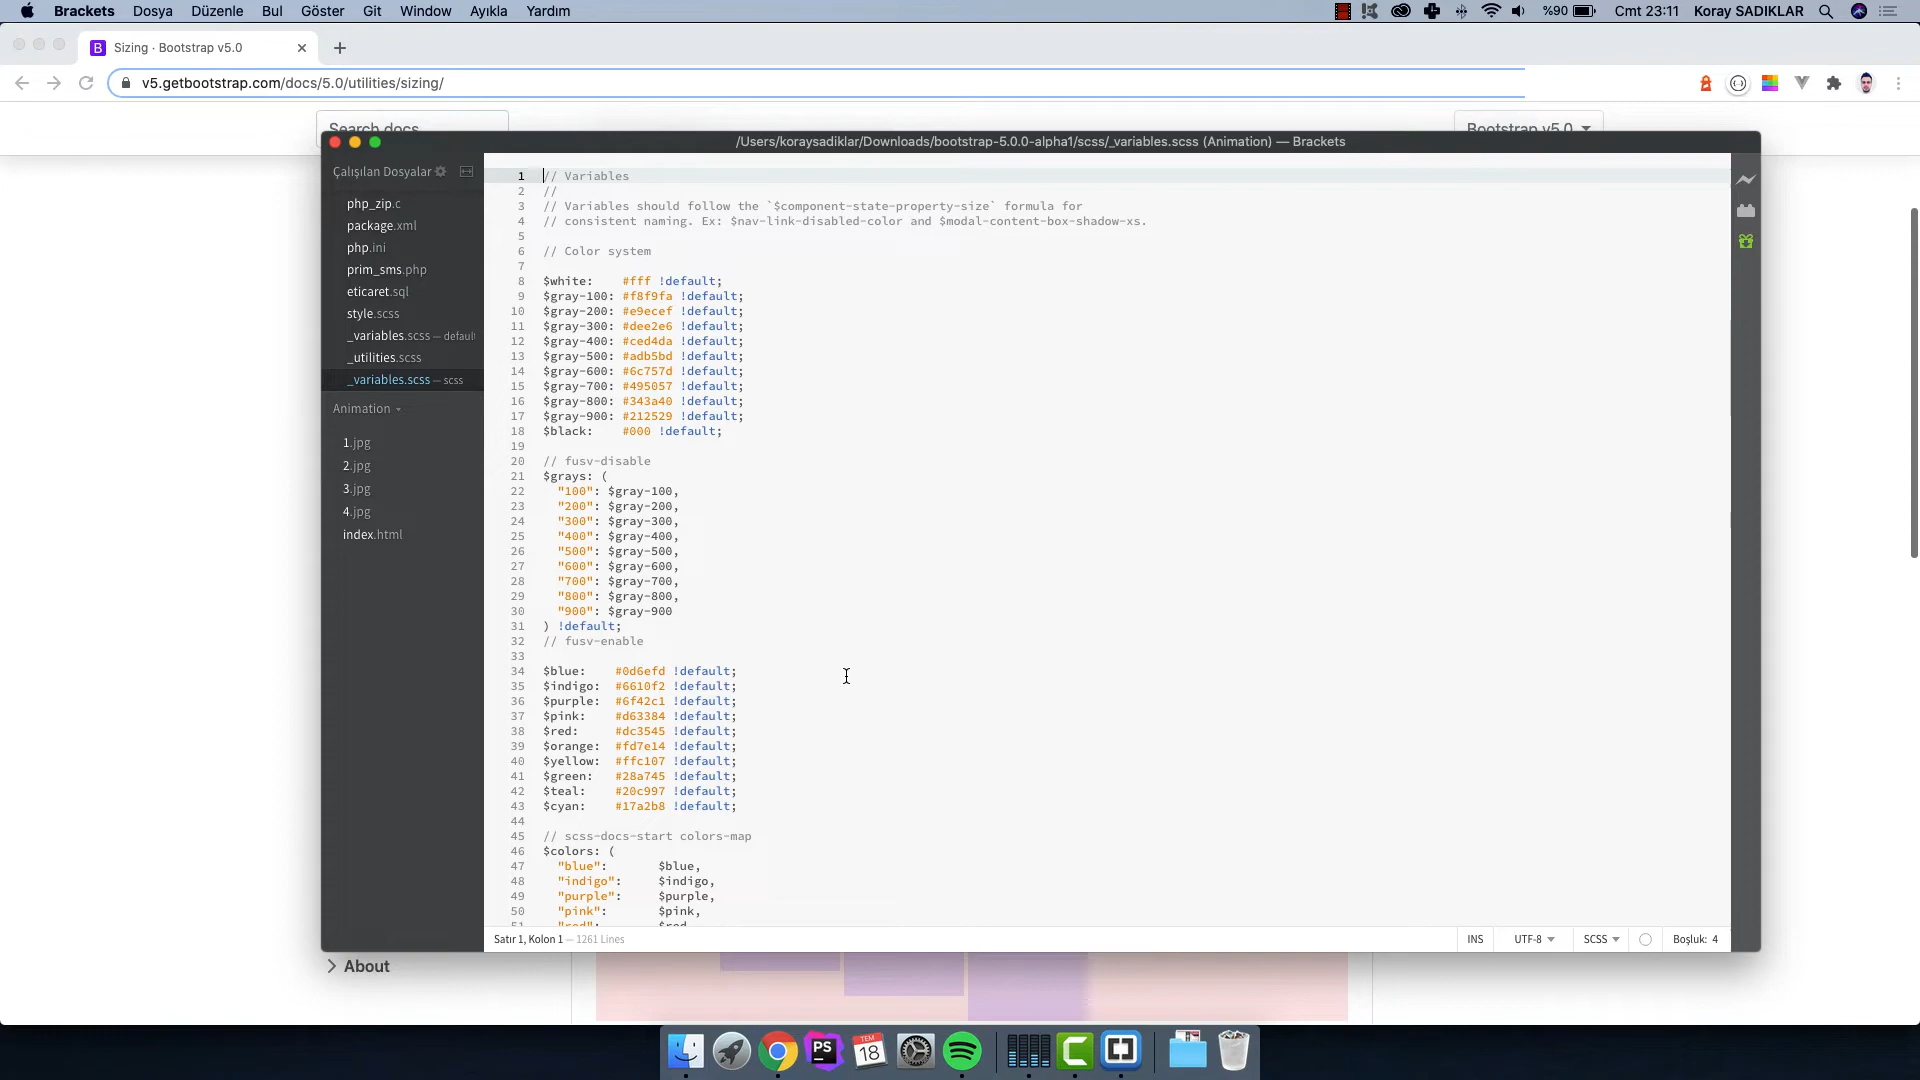 Brackets Dosya Düzenle Bul Göster Git Window Ayıkla Yardım
%90 Cmt 23:11 Koray SADIKLAR
Sizing · Bootstrap v5.0
v5.getbootstrap.com/docs/5.0/utilities/sizing/
Search docs
Bootstrap v5.0
/Users/koraysadiklar/Downloads/bootstrap-5.0.0-alpha1/scss/_variables.scss (Animation) — Brackets
Çalışılan Dosyalar
php_zip.c
package.xml
php.ini
prim_sms.php
eticaret.sql
style.scss
_variables.scss — default
_utilities.scss
_variables.scss — scss
Animation
1.jpg
2.jpg
3.jpg
4.jpg
index.html
1 // Variables
2 //
3 // Variables should follow the `$component-state-property-size` formula for
4 // consistent naming. Ex: $nav-link-disabled-color and $modal-content-box-shadow-xs.
5
6 // Color system
7
8 $white: #fff !default;
9 $gray-100: #f8f9fa !default;
10 $gray-200: #e9ecef !default;
11 $gray-300: #dee2e6 !default;
12 $gray-400: #ced4da !default;
13 $gray-500: #adb5bd !default;
14 $gray-600: #6c757d !default;
15 $gray-700: #495057 !default;
16 $gray-800: #343a40 !default;
17 $gray-900: #212529 !default;
18 $black: #000 !default;
19
20 // fusv-disable
21 $grays: (
22 "100": $gray-100,
23 "200": $gray-200,
24 "300": $gray-300,
25 "400": $gray-400,
26 "500": $gray-500,
27 "600": $gray-600,
28 "700": $gray-700,
29 "800": $gray-800,
30 "900": $gray-900
31 ) !default;
32 // fusv-enable
33
34 $blue: #0d6efd !default;
35 $indigo: #6610f2 !default;
36 $purple: #6f42c1 !default;
37 $pink: #d63384 !default;
38 $red: #dc3545 !default;
39 $orange: #fd7e14 !default;
40 $yellow: #ffc107 !default;
41 $green: #28a745 !default;
42 $teal: #20c997 !default;
43 $cyan: #17a2b8 !default;
44
45 // scss-docs-start colors-map
46 $colors: (
47 "blue": $blue,
48 "indigo": $indigo,
49 "purple": $purple,
50 "pink": $pink,
51 "red": $red,
Satır 1, Kolon 1 — 1261 Lines
INS UTF-8 SCSS Boşluk: 4
About
PS
TEM
18